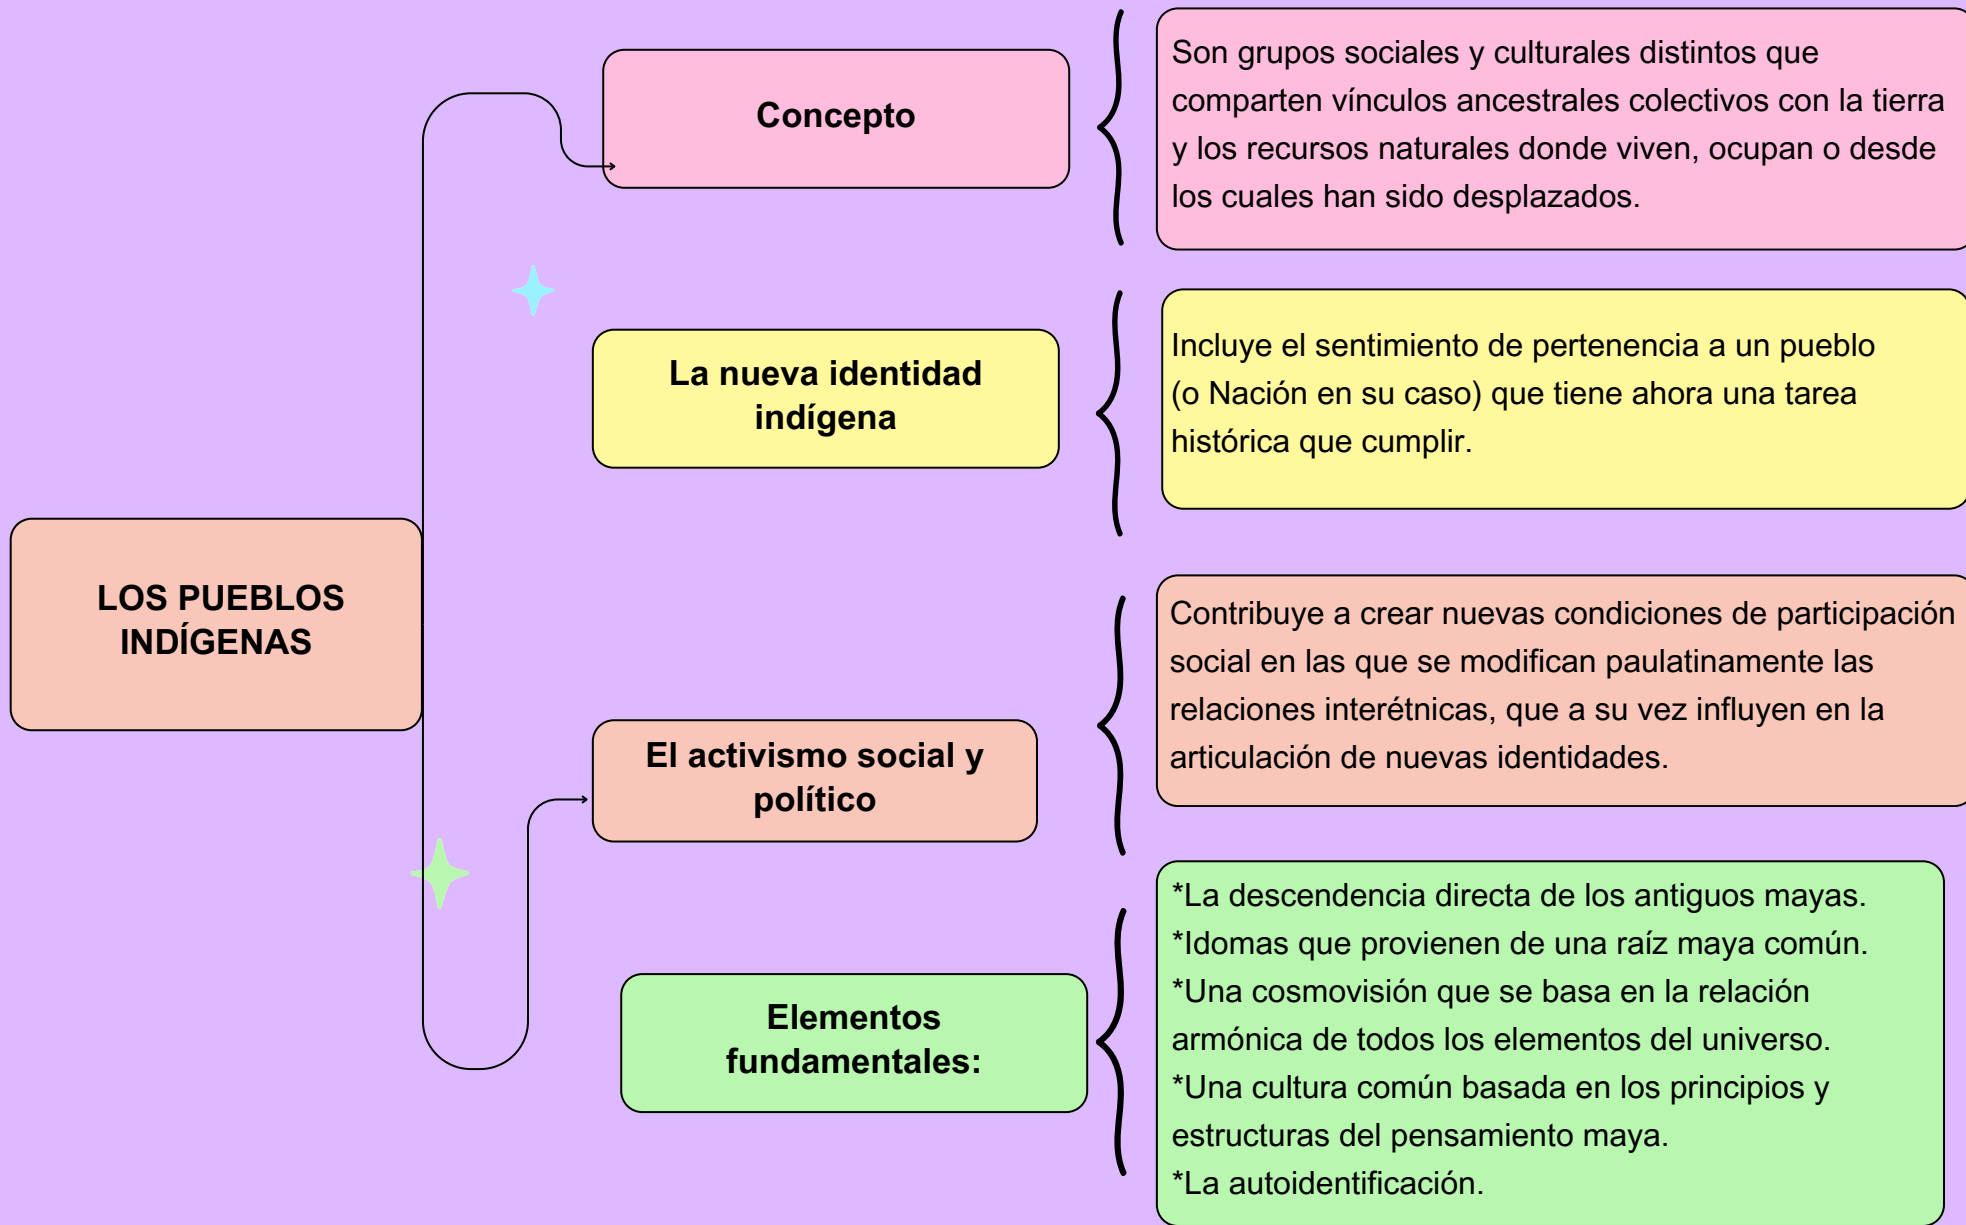 LOS PUEBLOS
INDÍGENAS
Concepto
Son grupos sociales y culturales distintos que
comparten vínculos ancestrales colectivos con la tierra
y los recursos naturales donde viven, ocupan o desde
los cuales han sido desplazados.
La nueva identidad
indígena
Incluye el sentimiento de pertenencia a un pueblo
(o Nación en su caso) que tiene ahora una tarea
histórica que cumplir.
El activismo social y
político
Contribuye a crear nuevas condiciones de participación
social en las que se modifican paulatinamente las
relaciones interétnicas, que a su vez influyen en la
articulación de nuevas identidades.
Elementos
fundamentales:
*La descendencia directa de los antiguos mayas.
*Idomas que provienen de una raíz maya común.
*Una cosmovisión que se basa en la relación
armónica de todos los elementos del universo.
*Una cultura común basada en los principios y
estructuras del pensamiento maya.
*La autoidentificación.